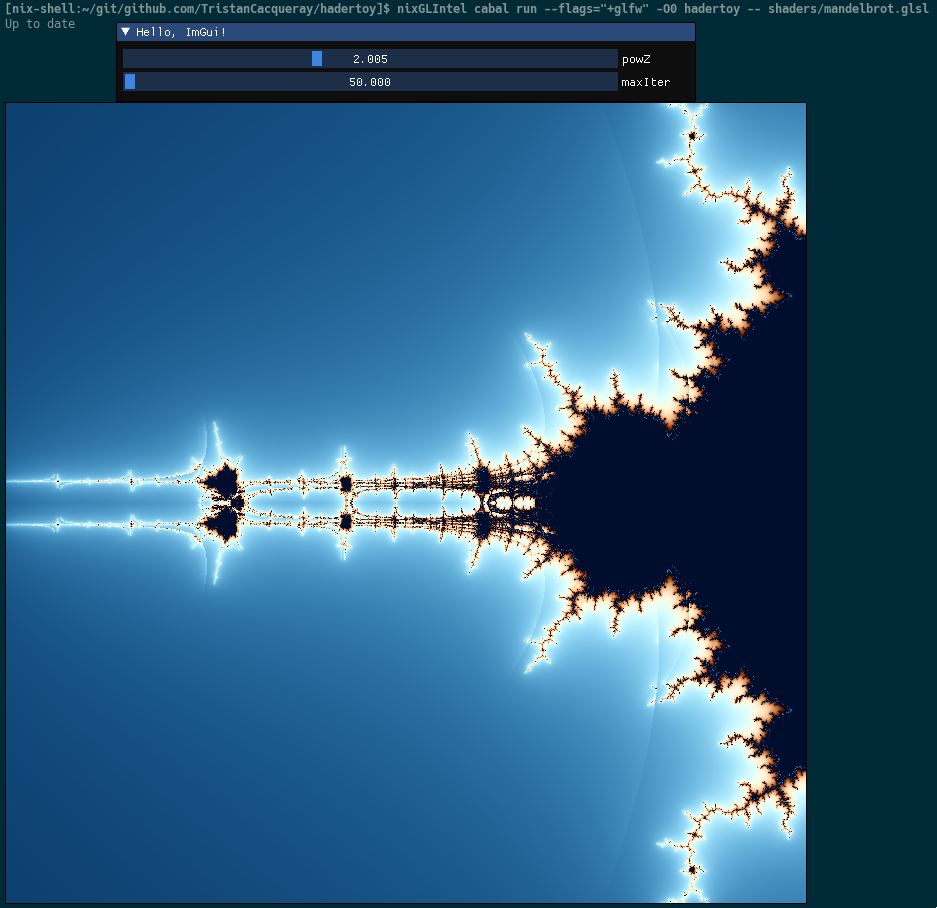 [nix-shell:~/git/github.com/TristanCacqueray/hadertoy]$ nixGLIntel cabal run --flags="+glfw" -O0 hadertoy -- shaders/mandelbrot.glsl
Up to date
Hello, ImGui!
2.005 powZ
50.000 maxIter